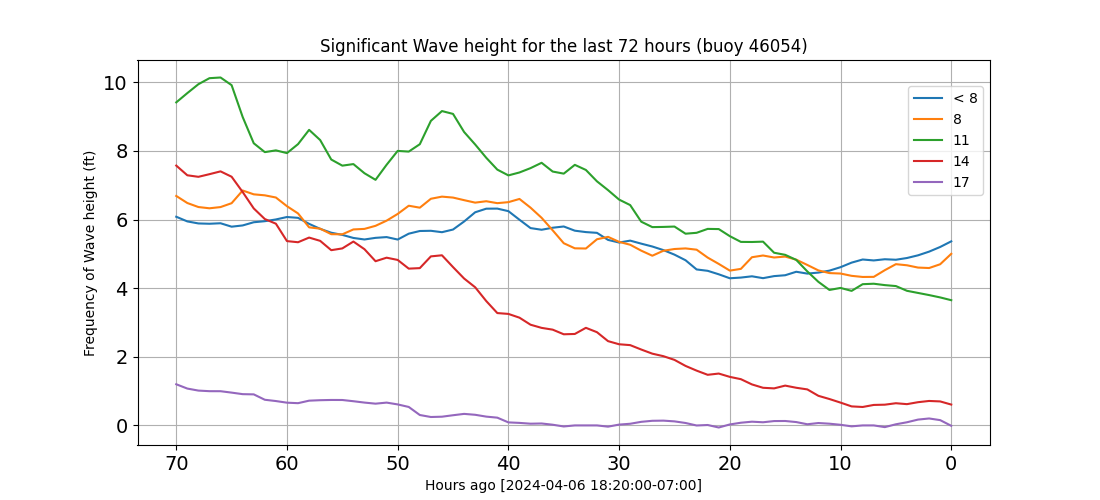 Significant Wave height for the last 72 hours (buoy 46054)
Frequency of Wave height (ft)
10
8
6
4
2
0
< 8
8
11
14
17
70 60 50 40 30 20 10 0
Hours ago [2024-04-06 18:20:00-07:00]